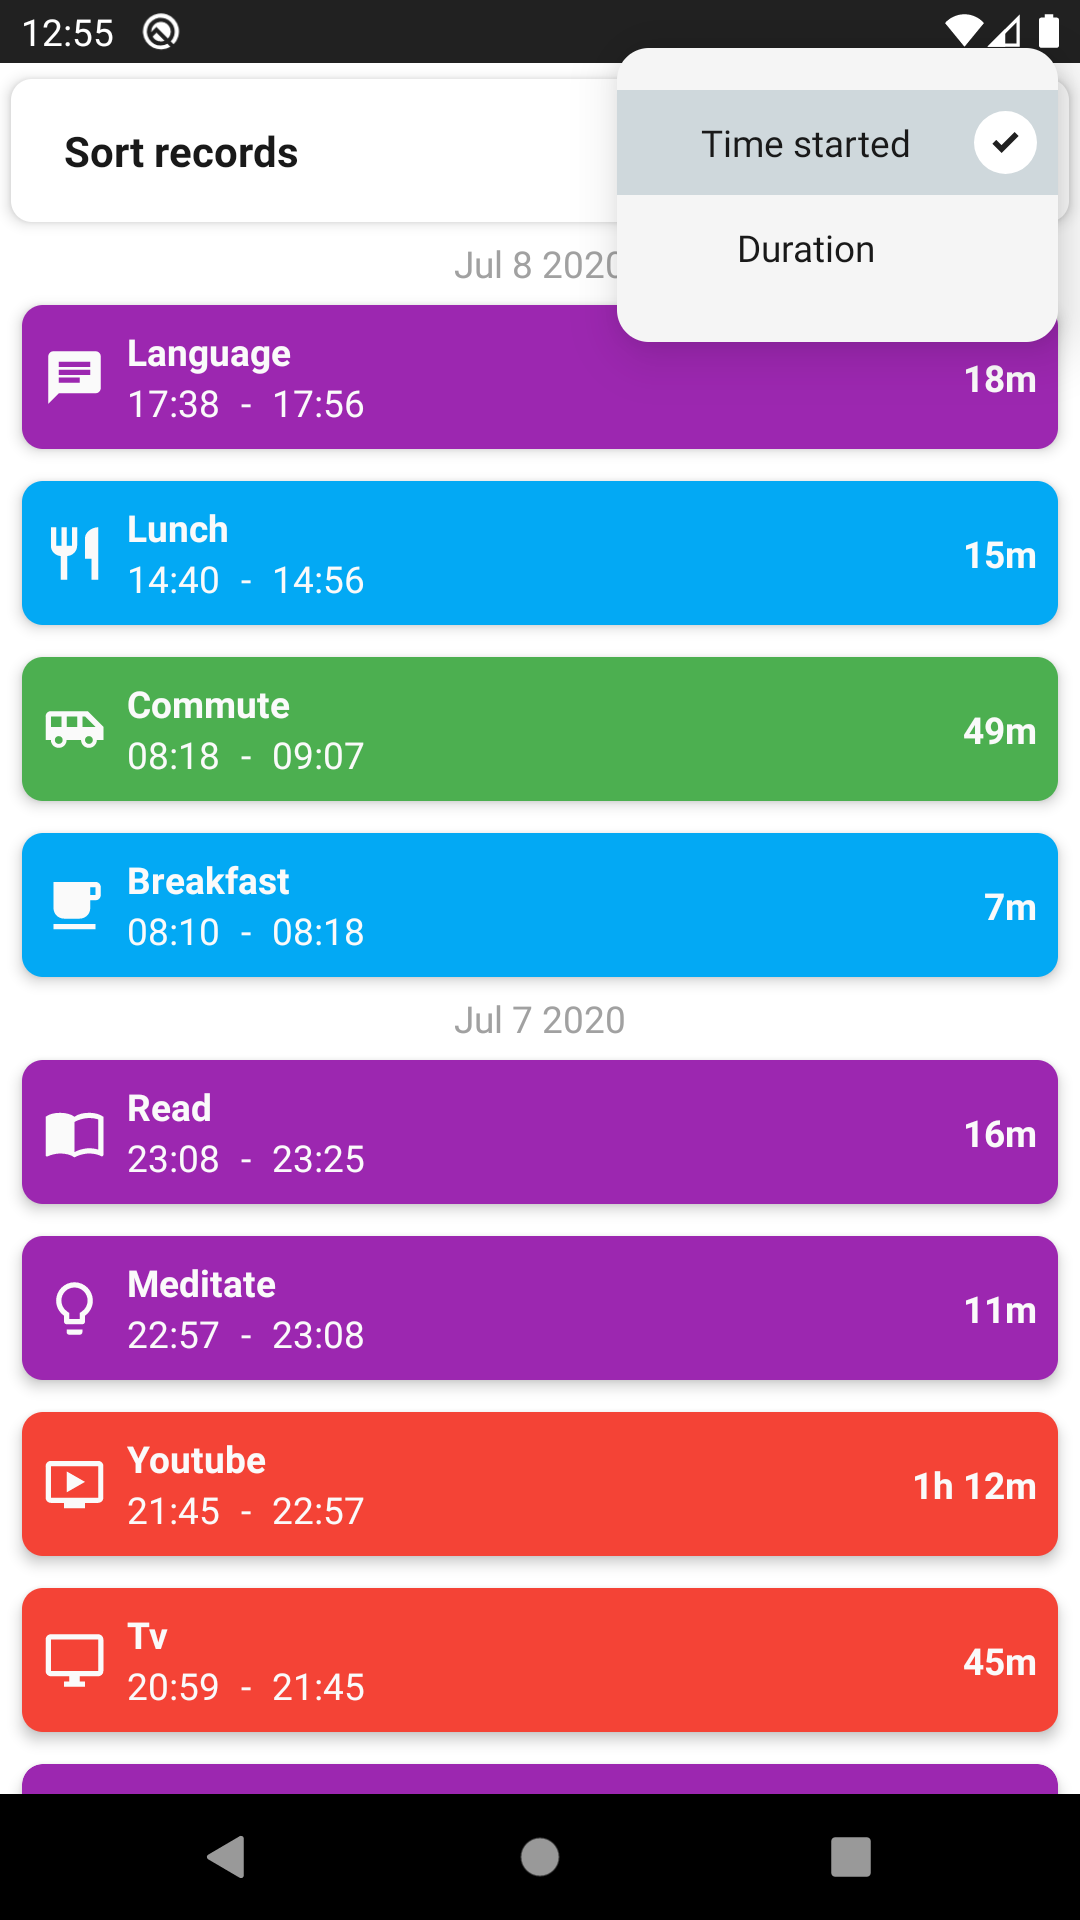 12:55
Sort records
Time started
Duration
Jul 8 2020
Language
17:38 - 17:56
18m
Lunch
14:40 - 14:56
15m
Commute
08:18 - 09:07
49m
Breakfast
08:10 - 08:18
7m
Jul 7 2020
Read
23:08 - 23:25
16m
Meditate
22:57 - 23:08
11m
Youtube
21:45 - 22:57
1h 12m
Tv
20:59 - 21:45
45m